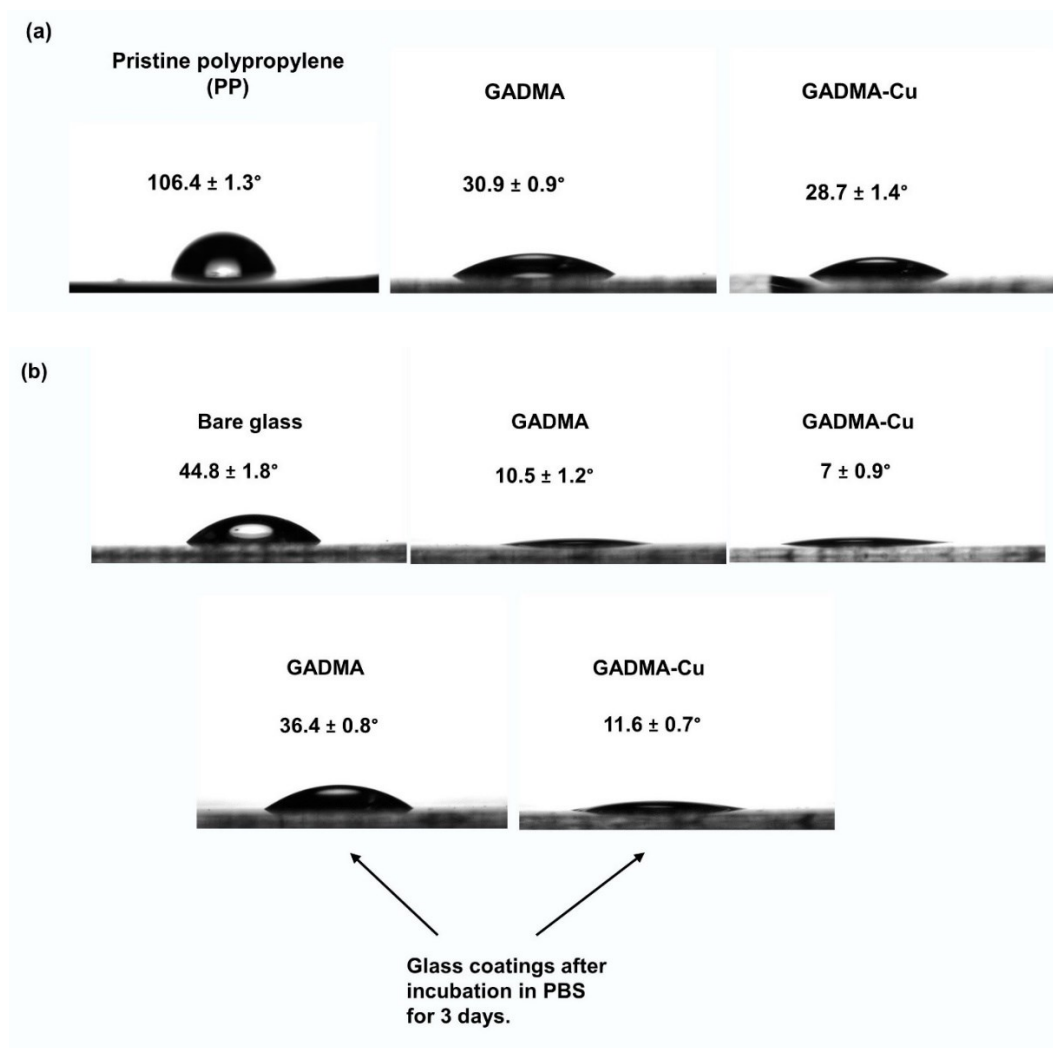 (a)
Pristine polypropylene
(PP)
GADMA
GADMA-Cu
106.4 ± 1.3°
30.9 ± 0.9°
28.7 ± 1.4°
(b)
Bare glass
GADMA
GADMA-Cu
44.8 ± 1.8°
10.5 ± 1.2°
7 ± 0.9°
GADMA
GADMA-Cu
36.4 ± 0.8°
11.6 ± 0.7°
Glass coatings after
incubation in PBS
for 3 days.